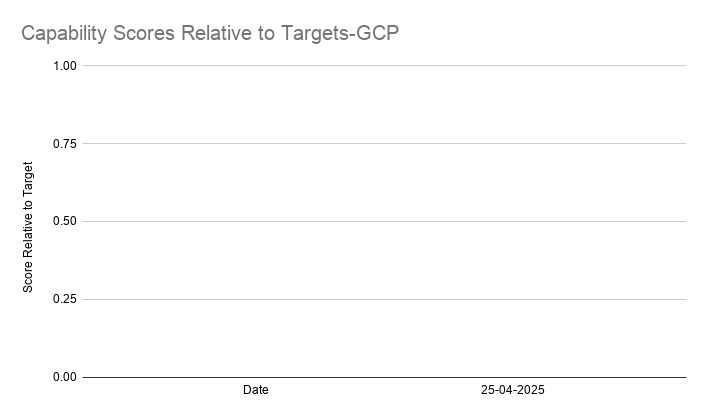 Capability Scores Relative to Targets-GCP
1.00
0.75
Score Relative to Target
0.50
0.25
0.00
Date
25-04-2025